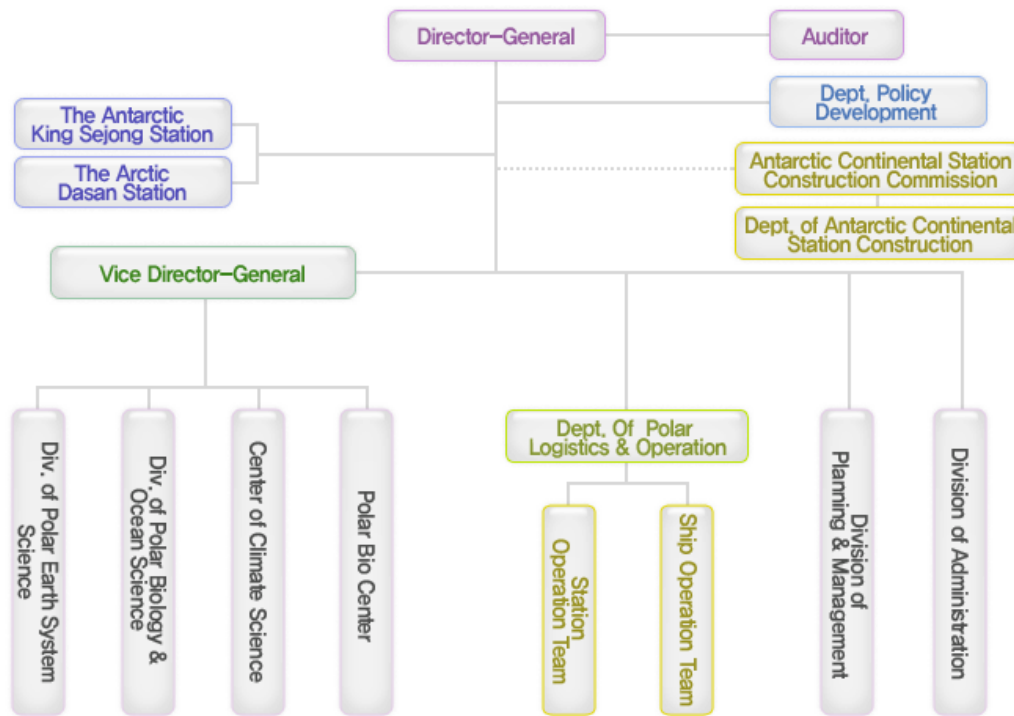 Director-General
Auditor
Dept. Policy
Development
The Antarctic
King Sejong Station
The Arctic
Dasan Station
Antarctic Continental Station
Construction Commission
Dept. of Antarctic Continental
Station Construction
Vice Director-General
Div. of Polar Earth System
Science
Div. of Polar Biology &
Ocean Science
Center of Climate Science
Polar Bio Center
Dept. Of Polar
Logistics & Operation
Station
Operation Team
Ship Operation Team
Division of
Planning & Management
Division of Administration